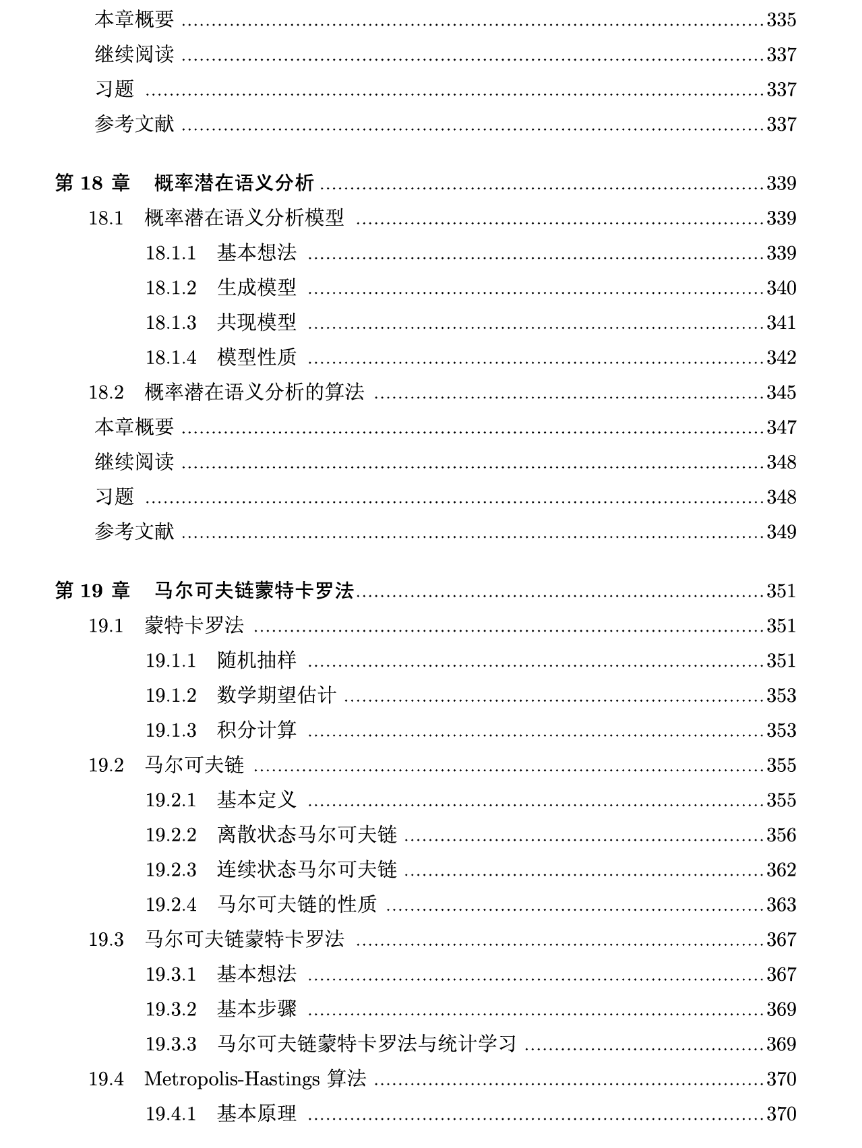 本章概要 335
继续阅读 337
习题 337
参考文献 337
第 18 章 概率潜在语义分析 339
18.1 概率潜在语义分析模型 339
18.1.1 基本想法 339
18.1.2 生成模型 340
18.1.3 共现模型 341
18.1.4 模型性质 342
18.2 概率潜在语义分析的算法 345
本章概要 347
继续阅读 348
习题 348
参考文献 349
第 19 章 马尔可夫链蒙特卡罗法 351
19.1 蒙特卡罗法 351
19.1.1 随机抽样 351
19.1.2 数学期望估计 353
19.1.3 积分计算 353
19.2 马尔可夫链 355
19.2.1 基本定义 355
19.2.2 离散状态马尔可夫链 356
19.2.3 连续状态马尔可夫链 362
19.2.4 马尔可夫链的性质 363
19.3 马尔可夫链蒙特卡罗法 367
19.3.1 基本想法 367
19.3.2 基本步骤 369
19.3.3 马尔可夫链蒙特卡罗法与统计学习 369
19.4 Metropolis-Hastings 算法 370
19.4.1 基本原理 370